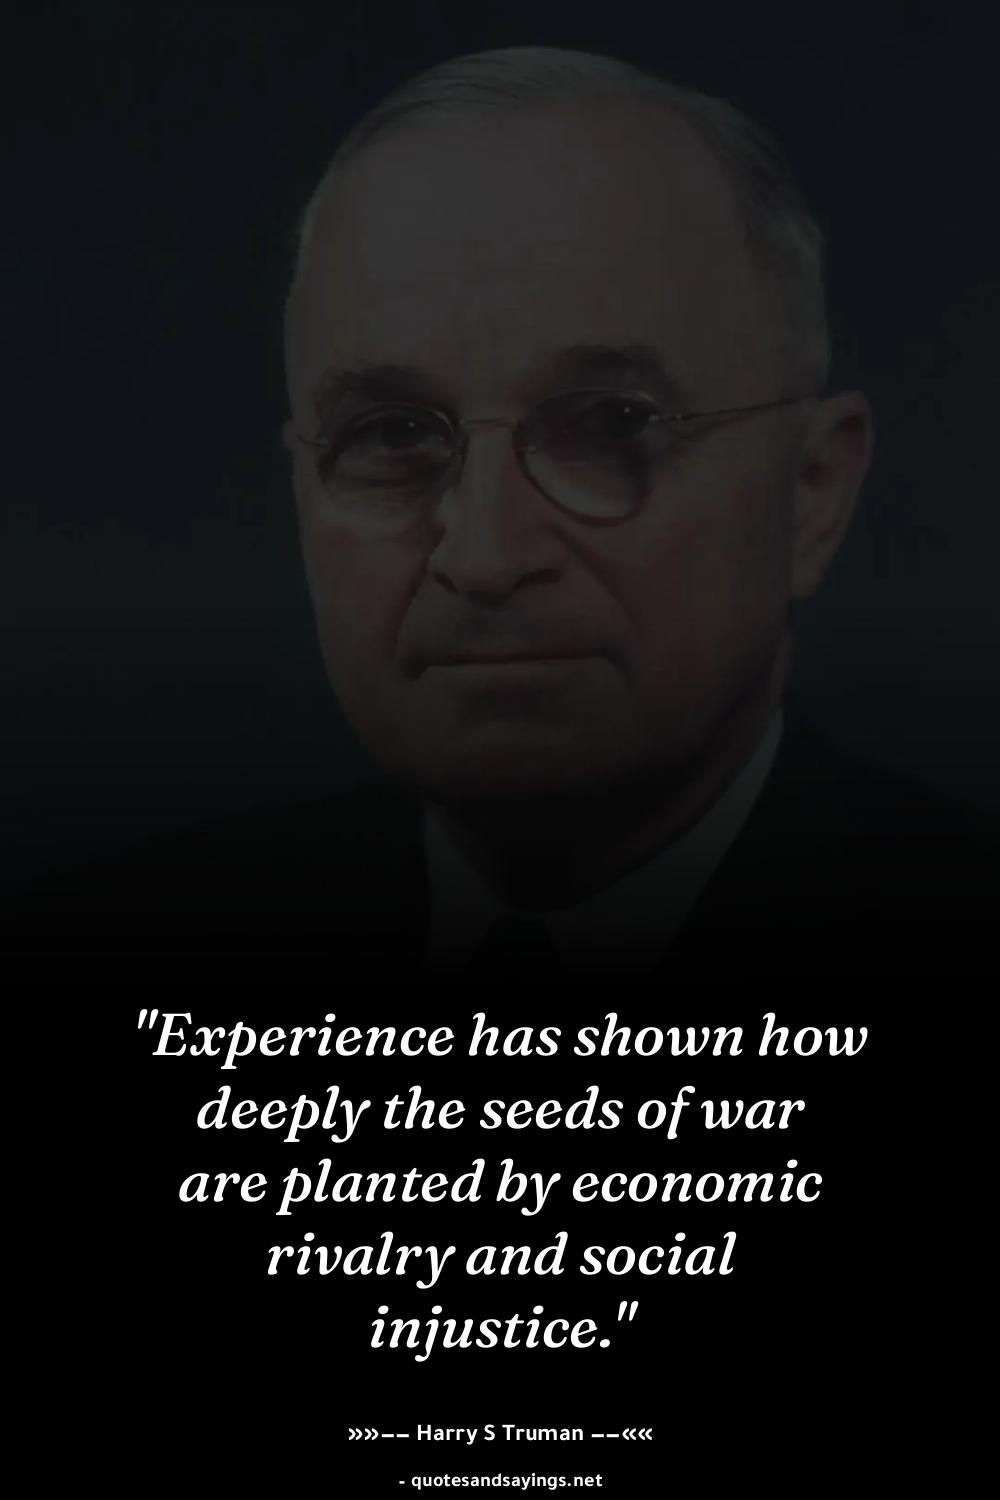 "Experience has shown how
deeply the seeds of war
are planted by economic
rivalry and social
injustice."
»»−− Harry S Truman −−««
- quotesandsayings.net